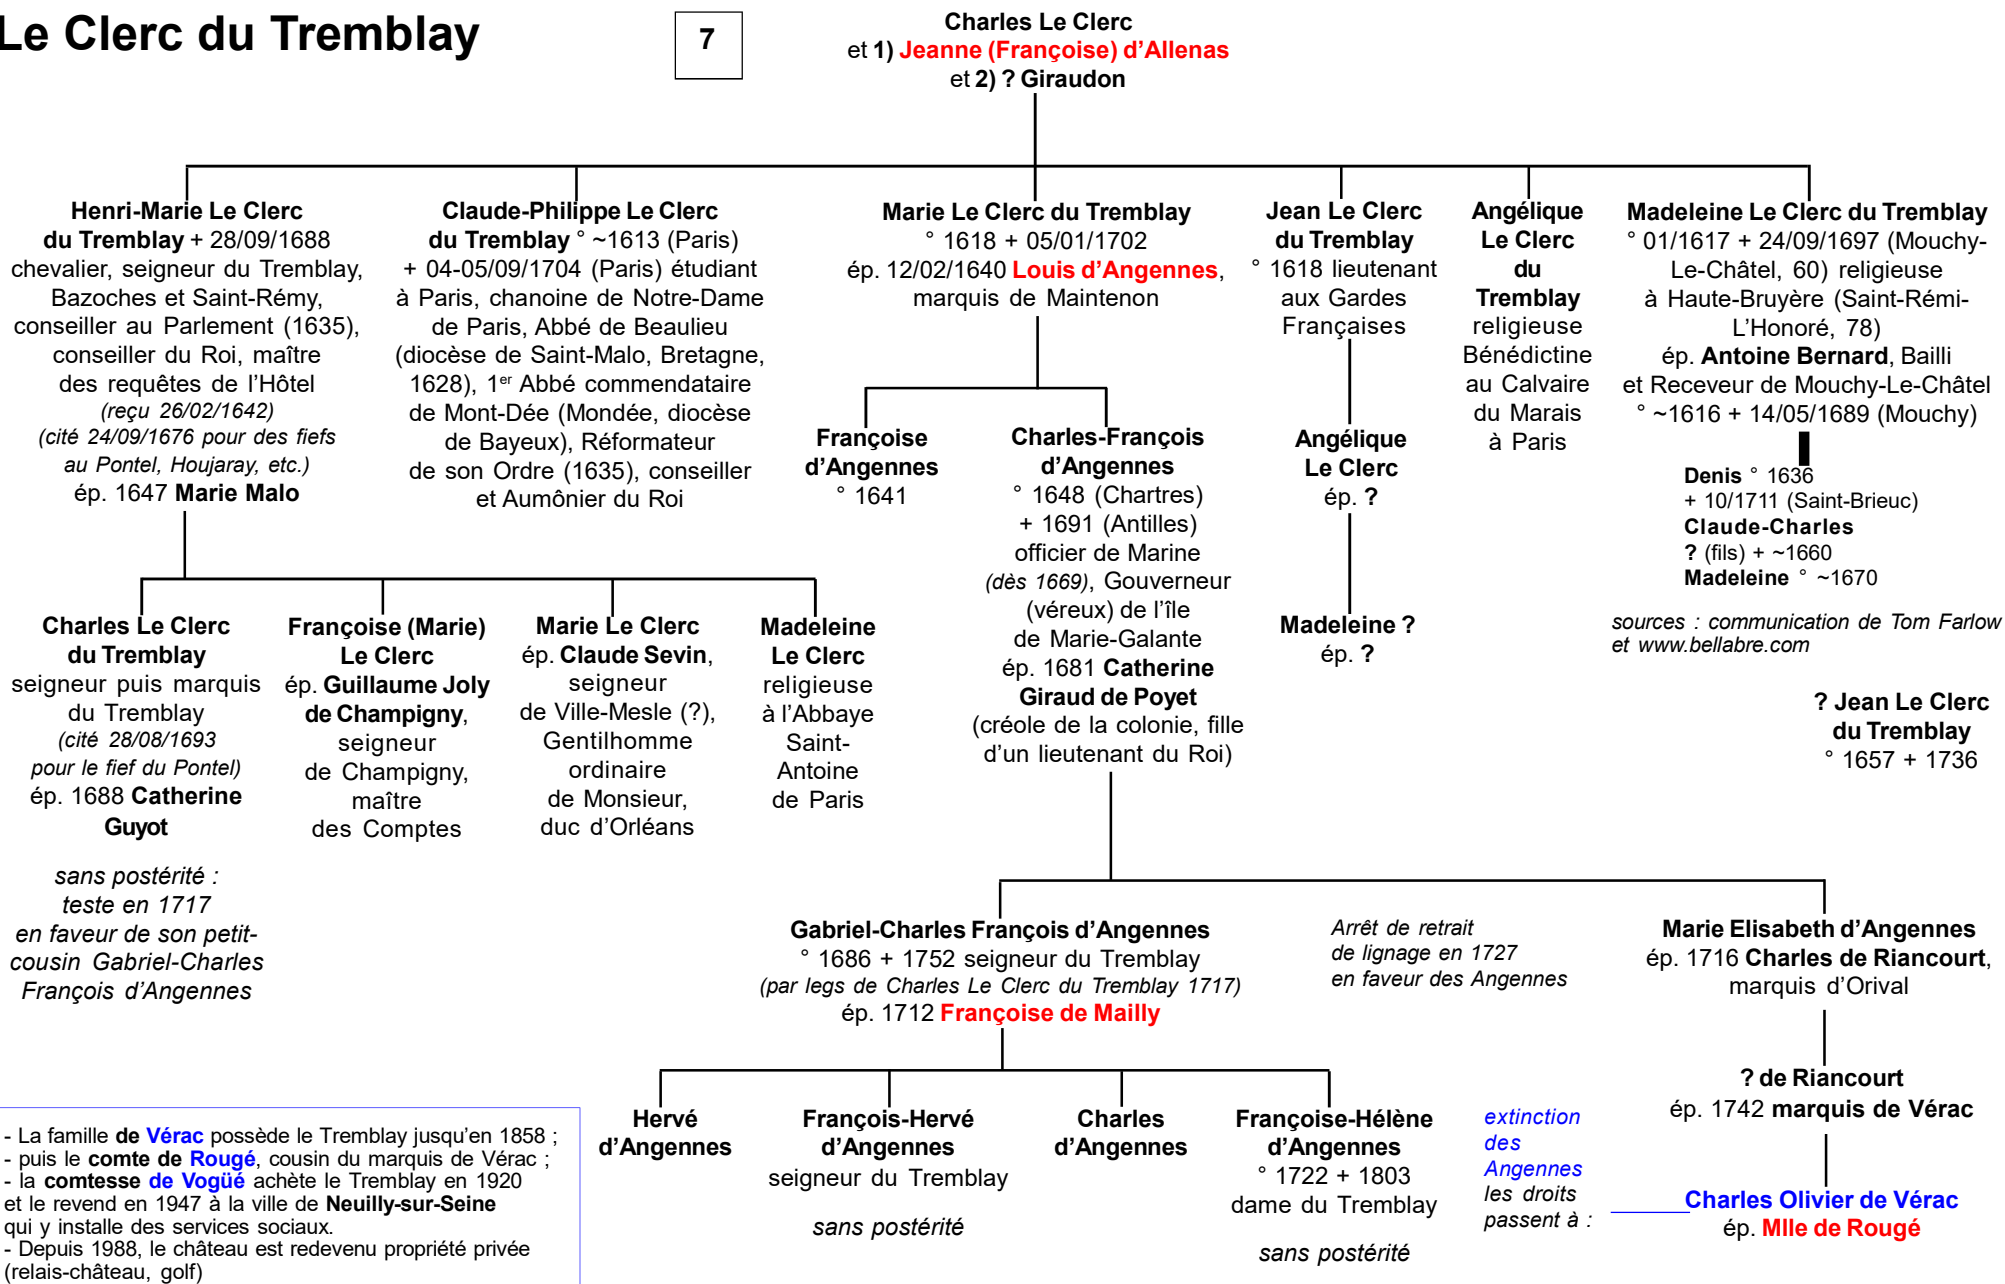 Le Clerc du Tremblay
7
Charles Le Clerc
et 1) Jeanne (Françoise) d’Allenas
et 2) ? Giraudon
Henri-Marie Le Clerc
du Tremblay + 28/09/1688
chevalier, seigneur du Tremblay,
Bazoches et Saint-Rémy,
conseiller au Parlement (1635),
conseiller du Roi, maître
des requêtes de l’Hôtel
(reçu 26/02/1642)
(cité 24/09/1676 pour des fiefs
au Pontel, Houjaray, etc.)
ép. 1647 Marie Malo
Claude-Philippe Le Clerc
du Tremblay ° ~1613 (Paris)
+ 04-05/09/1704 (Paris) étudiant
à Paris, chanoine de Notre-Dame
de Paris, Abbé de Beaulieu
(diocèse de Saint-Malo, Bretagne,
1628), 1er Abbé commendataire
de Mont-Dée (Mondée, diocèse
de Bayeux), Réformateur
de son Ordre (1635), conseiller
et Aumônier du Roi
Marie Le Clerc du Tremblay
° 1618 + 05/01/1702
ép. 12/02/1640 Louis d’Angennes,
marquis de Maintenon
Jean Le Clerc
du Tremblay
° 1618 lieutenant
aux Gardes
Françaises
Angélique
Le Clerc
du
Tremblay
religieuse
Bénédictine
au Calvaire
du Marais
à Paris
Madeleine Le Clerc du Tremblay
° 01/1617 + 24/09/1697 (Mouchy-
Le-Châtel, 60) religieuse
à Haute-Bruyère (Saint-Rémi-
L’Honoré, 78)
ép. Antoine Bernard, Bailli
et Receveur de Mouchy-Le-Châtel
° ~1616 + 14/05/1689 (Mouchy)
Françoise
d’Angennes
° 1641
Charles-François
d’Angennes
° 1648 (Chartres)
+ 1691 (Antilles)
officier de Marine
(dès 1669), Gouverneur
(véreux) de l’île
de Marie-Galante
ép. 1681 Catherine
Giraud de Poyet
(créole de la colonie, fille
d’un lieutenant du Roi)
Angélique
Le Clerc
ép. ?
Madeleine ?
ép. ?
Denis ° 1636
+ 10/1711 (Saint-Brieuc)
Claude-Charles
? (fils) + ~1660
Madeleine ° ~1670
sources : communication de Tom Farlow
et www.bellabre.com
? Jean Le Clerc
du Tremblay
° 1657 + 1736
Charles Le Clerc
du Tremblay
seigneur puis marquis
du Tremblay
(cité 28/08/1693
pour le fief du Pontel)
ép. 1688 Catherine
Guyot
sans postérité :
teste en 1717
en faveur de son petit-
cousin Gabriel-Charles
François d’Angennes
Françoise (Marie)
Le Clerc
ép. Guillaume Joly
de Champigny,
seigneur
de Champigny,
maître
des Comptes
Marie Le Clerc
ép. Claude Sevin,
seigneur
de Ville-Mesle (?),
Gentilhomme
ordinaire
de Monsieur,
duc d’Orléans
Madeleine
Le Clerc
religieuse
à l’Abbaye
Saint-
Antoine
de Paris
Gabriel-Charles François d’Angennes
° 1686 + 1752 seigneur du Tremblay
(par legs de Charles Le Clerc du Tremblay 1717)
ép. 1712 Françoise de Mailly
Arrêt de retrait
de lignage en 1727
en faveur des Angennes
Marie Elisabeth d’Angennes
ép. 1716 Charles de Riancourt,
marquis d’Orival
? de Riancourt
ép. 1742 marquis de Vérac
Hervé
d’Angennes
François-Hervé
d’Angennes
seigneur du Tremblay
sans postérité
Charles
d’Angennes
Françoise-Hélène
d’Angennes
° 1722 + 1803
dame du Tremblay
sans postérité
extinction
des
Angennes
les droits
passent à :
Charles Olivier de Vérac
ép. Mlle de Rougé
- La famille de Vérac possède le Tremblay jusqu’en 1858 ;
- puis le comte de Rougé, cousin du marquis de Vérac ;
- la comtesse de Vogüé achète le Tremblay en 1920
et le revend en 1947 à la ville de Neuilly-sur-Seine
qui y installe des services sociaux.
- Depuis 1988, le château est redevenu propriété privée
(relais-château, golf)